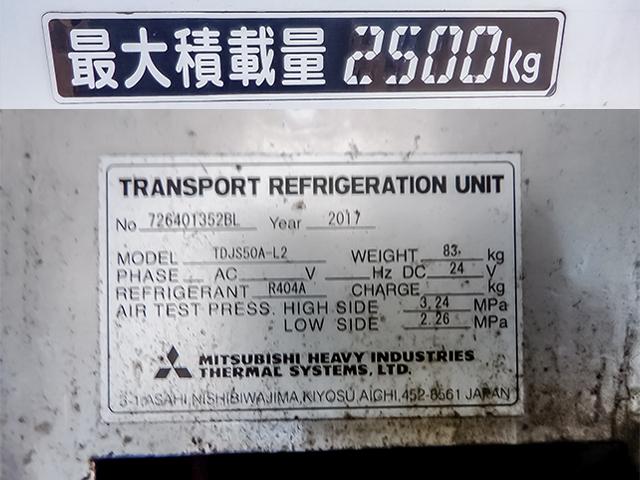 最大積載量 2500kg
TRANSPORT REFRIGERATION UNIT
No 726401352BL Year 2017
MODEL TDJS50A-L2 WEIGHT 83 kg
PHASE AC V Hz DC 24 V
REFRIGERANT R404A CHARGE kg
AIR TEST PRESS. HIGH SIDE 3.24 MPa
LOW SIDE 2.26 MPa
MITSUBISHI HEAVY INDUSTRIES
THERMAL SYSTEMS, LTD.
3-1, ASAHI, NISHIBIWAJIMA, KIYOSU, AICHI, 452-8561 JAPAN